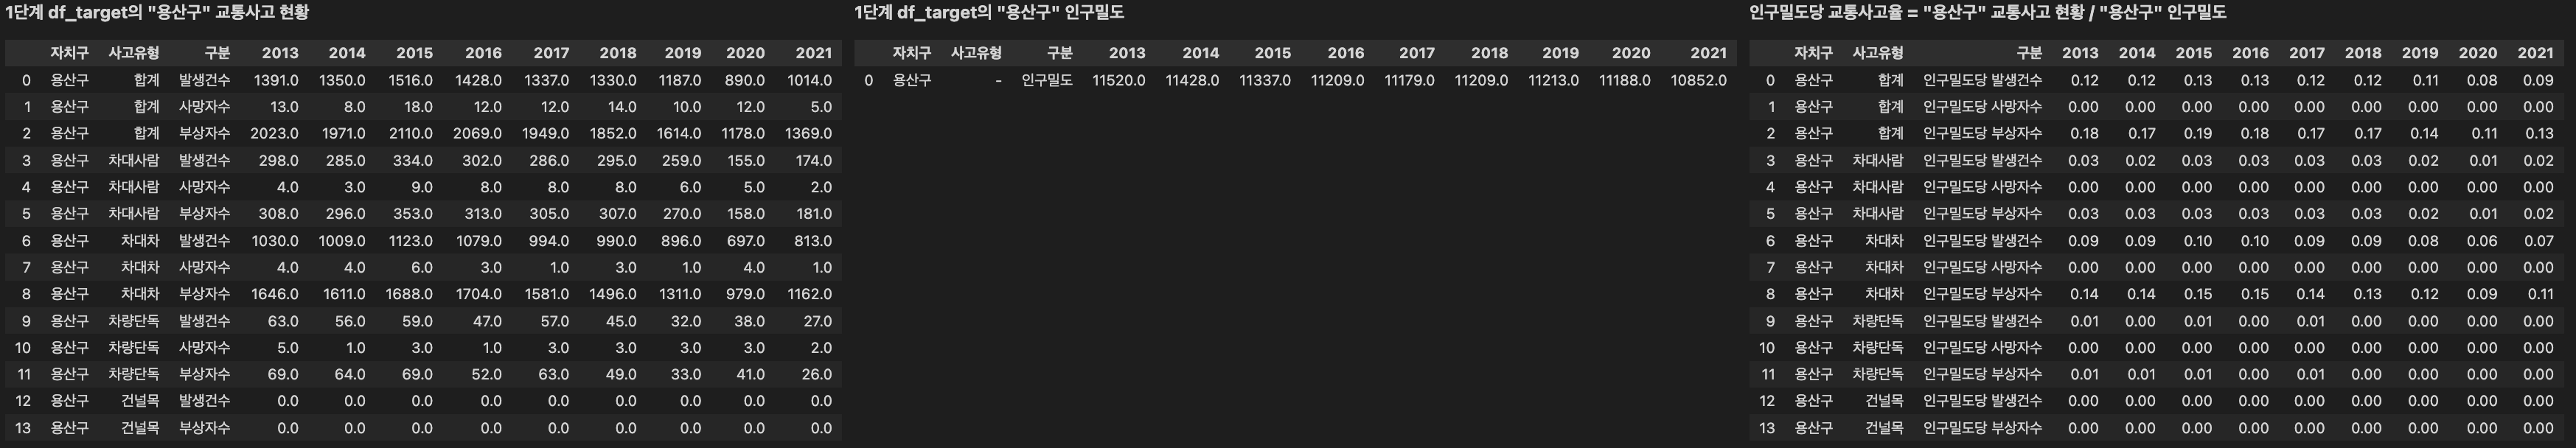 1단계 df_target의 "용산구" 교통사고 현황
자치구 사고유형 구분 2013 2014 2015 2016 2017 2018 2019 2020 2021
0 용산구 합계 발생건수 1391.0 1350.0 1516.0 1428.0 1337.0 1330.0 1187.0 890.0 1014.0
1 용산구 합계 사망자수 13.0 8.0 18.0 12.0 12.0 14.0 10.0 12.0 5.0
2 용산구 합계 부상자수 2023.0 1971.0 2110.0 2069.0 1949.0 1852.0 1614.0 1178.0 1369.0
3 용산구 차대사람 발생건수 298.0 285.0 334.0 302.0 286.0 295.0 259.0 155.0 174.0
4 용산구 차대사람 사망자수 4.0 3.0 9.0 8.0 8.0 8.0 6.0 5.0 2.0
5 용산구 차대사람 부상자수 308.0 296.0 353.0 313.0 305.0 307.0 270.0 158.0 181.0
6 용산구 차대차 발생건수 1030.0 1009.0 1123.0 1079.0 994.0 990.0 896.0 697.0 813.0
7 용산구 차대차 사망자수 4.0 4.0 6.0 3.0 1.0 3.0 1.0 4.0 1.0
8 용산구 차대차 부상자수 1646.0 1611.0 1688.0 1704.0 1581.0 1496.0 1311.0 979.0 1162.0
9 용산구 차량단독 발생건수 63.0 56.0 59.0 47.0 57.0 45.0 32.0 38.0 27.0
10 용산구 차량단독 사망자수 5.0 1.0 3.0 1.0 3.0 3.0 3.0 3.0 2.0
11 용산구 차량단독 부상자수 69.0 64.0 69.0 52.0 63.0 49.0 33.0 41.0 26.0
12 용산구 건널목 발생건수 0.0 0.0 0.0 0.0 0.0 0.0 0.0 0.0 0.0
13 용산구 건널목 부상자수 0.0 0.0 0.0 0.0 0.0 0.0 0.0 0.0 0.0
1단계 df_target의 "용산구" 인구밀도
자치구 사고유형 구분 2013 2014 2015 2016 2017 2018 2019 2020 2021
0 용산구 - 인구밀도 11520.0 11428.0 11337.0 11209.0 11179.0 11209.0 11213.0 11188.0 10852.0
인구밀도당 교통사고율 = "용산구" 교통사고 현황 / "용산구" 인구밀도
자치구 사고유형 구분 2013 2014 2015 2016 2017 2018 2019 2020 2021
0 용산구 합계 인구밀도당 발생건수 0.12 0.12 0.13 0.13 0.12 0.12 0.11 0.08 0.09
1 용산구 합계 인구밀도당 사망자수 0.00 0.00 0.00 0.00 0.00 0.00 0.00 0.00 0.00
2 용산구 합계 인구밀도당 부상자수 0.18 0.17 0.19 0.18 0.17 0.17 0.14 0.11 0.13
3 용산구 차대사람 인구밀도당 발생건수 0.03 0.02 0.03 0.03 0.03 0.03 0.02 0.01 0.02
4 용산구 차대사람 인구밀도당 사망자수 0.00 0.00 0.00 0.00 0.00 0.00 0.00 0.00 0.00
5 용산구 차대사람 인구밀도당 부상자수 0.03 0.03 0.03 0.03 0.03 0.03 0.02 0.01 0.02
6 용산구 차대차 인구밀도당 발생건수 0.09 0.09 0.10 0.10 0.09 0.09 0.08 0.06 0.07
7 용산구 차대차 인구밀도당 사망자수 0.00 0.00 0.00 0.00 0.00 0.00 0.00 0.00 0.00
8 용산구 차대차 인구밀도당 부상자수 0.14 0.14 0.15 0.15 0.14 0.13 0.12 0.09 0.11
9 용산구 차량단독 인구밀도당 발생건수 0.01 0.00 0.01 0.00 0.01 0.00 0.00 0.00 0.00
10 용산구 차량단독 인구밀도당 사망자수 0.00 0.00 0.00 0.00 0.00 0.00 0.00 0.00 0.00
11 용산구 차량단독 인구밀도당 부상자수 0.01 0.01 0.01 0.00 0.01 0.00 0.00 0.00 0.00
12 용산구 건널목 인구밀도당 발생건수 0.00 0.00 0.00 0.00 0.00 0.00 0.00 0.00 0.00
13 용산구 건널목 인구밀도당 부상자수 0.00 0.00 0.00 0.00 0.00 0.00 0.00 0.00 0.00